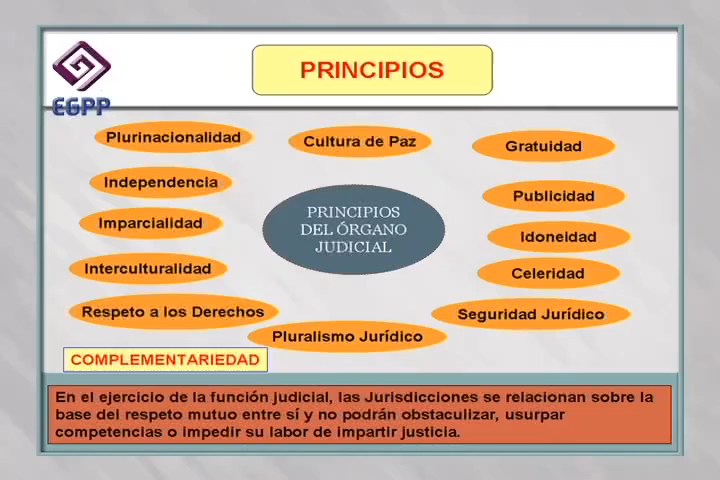 EGPP
PRINCIPIOS
Plurinacionalidad
Cultura de Paz
Gratuidad
Independencia
Publicidad
Imparcialidad
PRINCIPIOS
DEL ÓRGANO
JUDICIAL
Idoneidad
Interculturalidad
Celeridad
Respeto a los Derechos
Seguridad Jurídico
Pluralismo Jurídico
COMPLEMENTARIEDAD
En el ejercicio de la función judicial, las Jurisdicciones se relacionan sobre la
base del respeto mutuo entre sí y no podrán obstaculizar, usurpar
competencias o impedir su labor de impartir justicia.